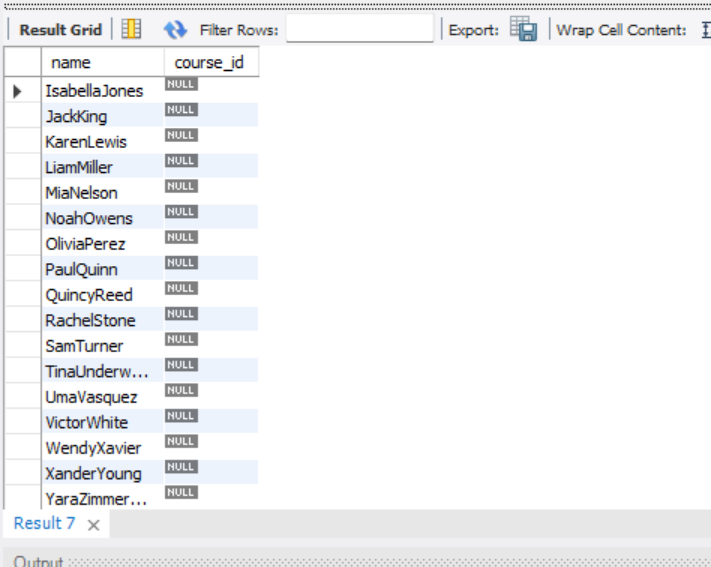 Result Grid Filter Rows: Export: Wrap Cell Content:
name course_id
IsabellaJones NULL
JackKing NULL
KarenLewis NULL
LiamMiller NULL
MiaNelson NULL
NoahOwens NULL
OliviaPerez NULL
PaulQuinn NULL
QuincyReed NULL
RachelStone NULL
SamTurner NULL
TinaUnderw... NULL
UmaVasquez NULL
VictorWhite NULL
WendyXavier NULL
XanderYoung NULL
YaraZimmer... NULL
Result 7
Output